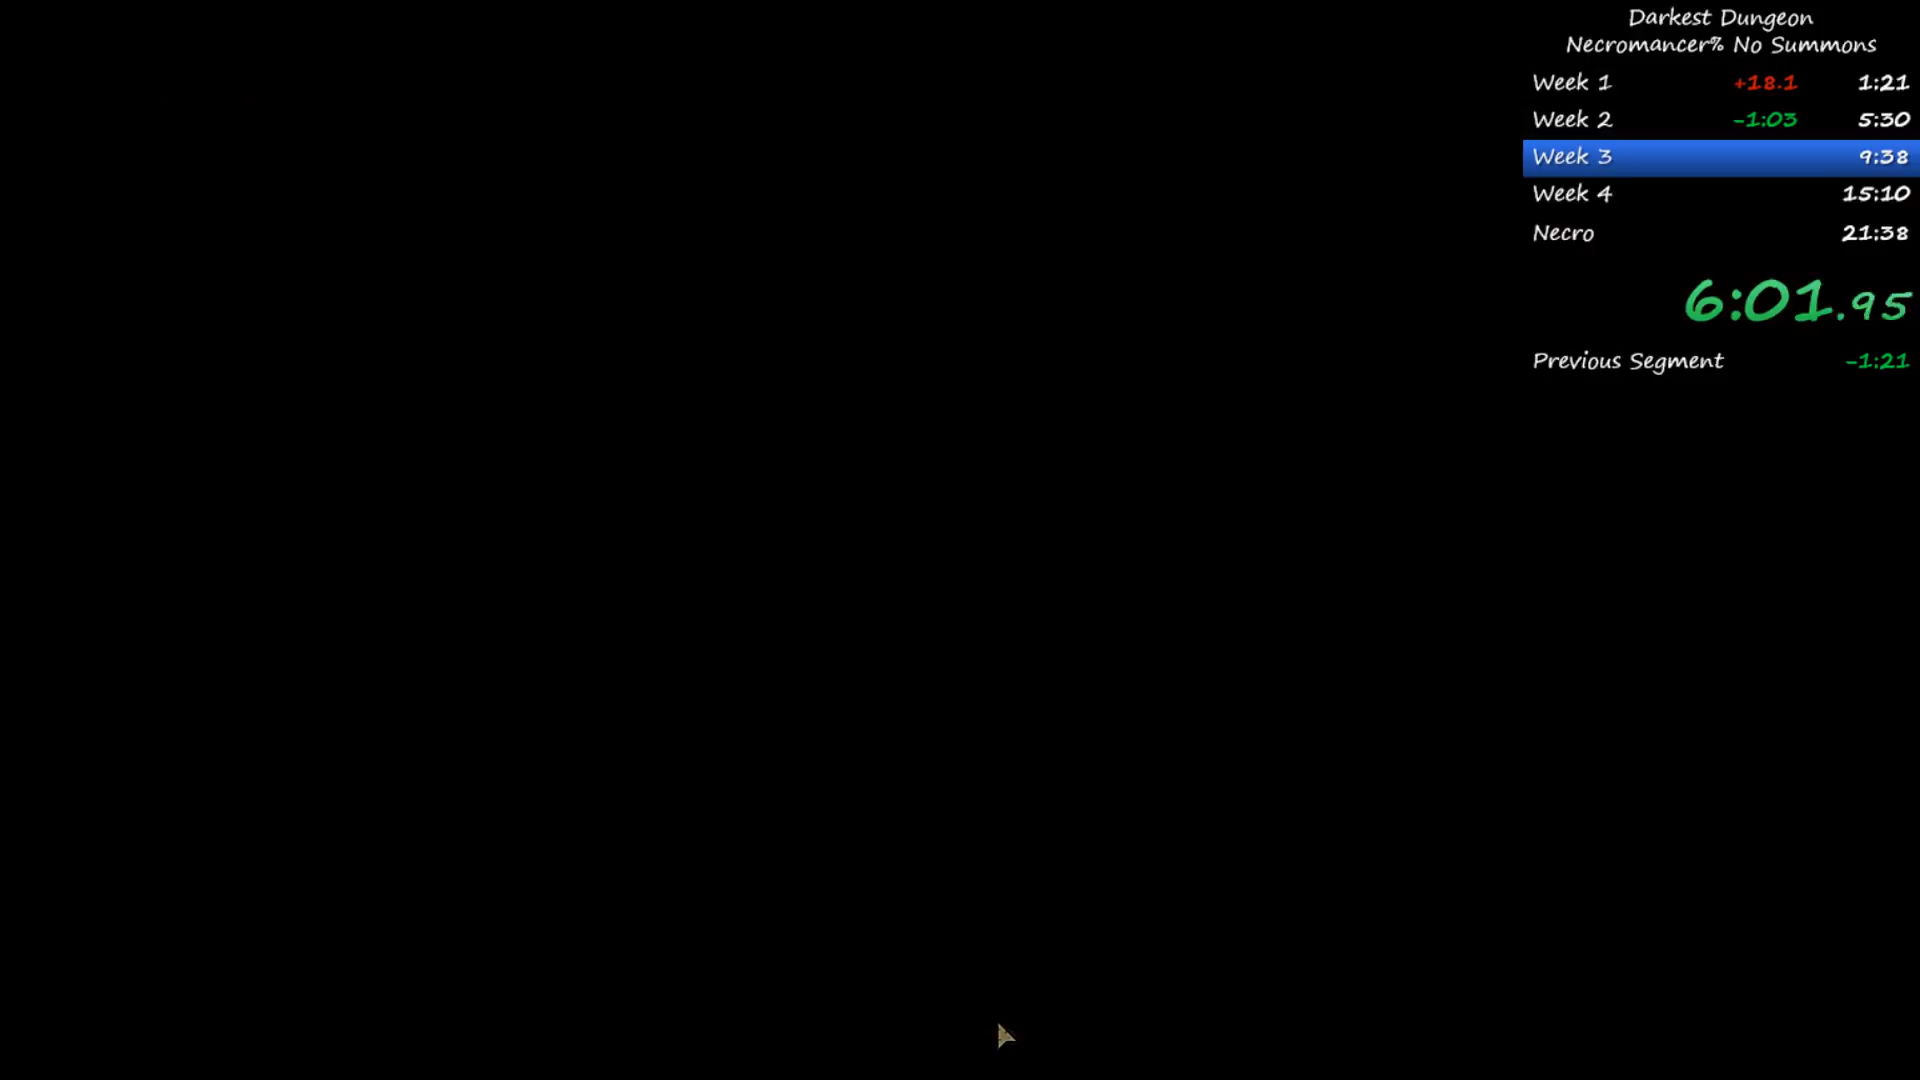 Darkest Dungeon
Necromancer% No Summons
Week 1 +18.1 1:21
Week 2 -1:03 5:30
Week 3 9:38
Week 4 15:10
Necro 21:38
6:01.95
Previous Segment -1:21